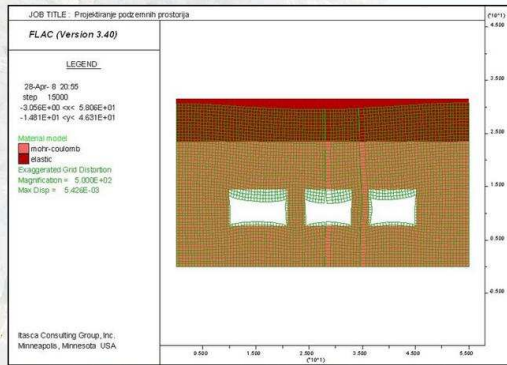 JOB TITLE : Projektiranje podzemnih prostorija
FLAC (Version 3.40)
LEGEND
28-Apr- 8 20:55
step 15000
-3.056E+00 <x< 5.806E+01
-1.481E+01 <y< 4.631E+01
Material model
mohr-coulomb
elastic
Exaggerated Grid Distortion
Magnification = 5.000E+02
Max Disp = 5.426E-03
Itasca Consulting Group, Inc.
Minneapolis, Minnesota USA
(*10^1)
4.500
3.500
2.500
1.500
0.500
-0.500
0.500 1.500 2.500 3.500 4.500 5.500
(*10^1)